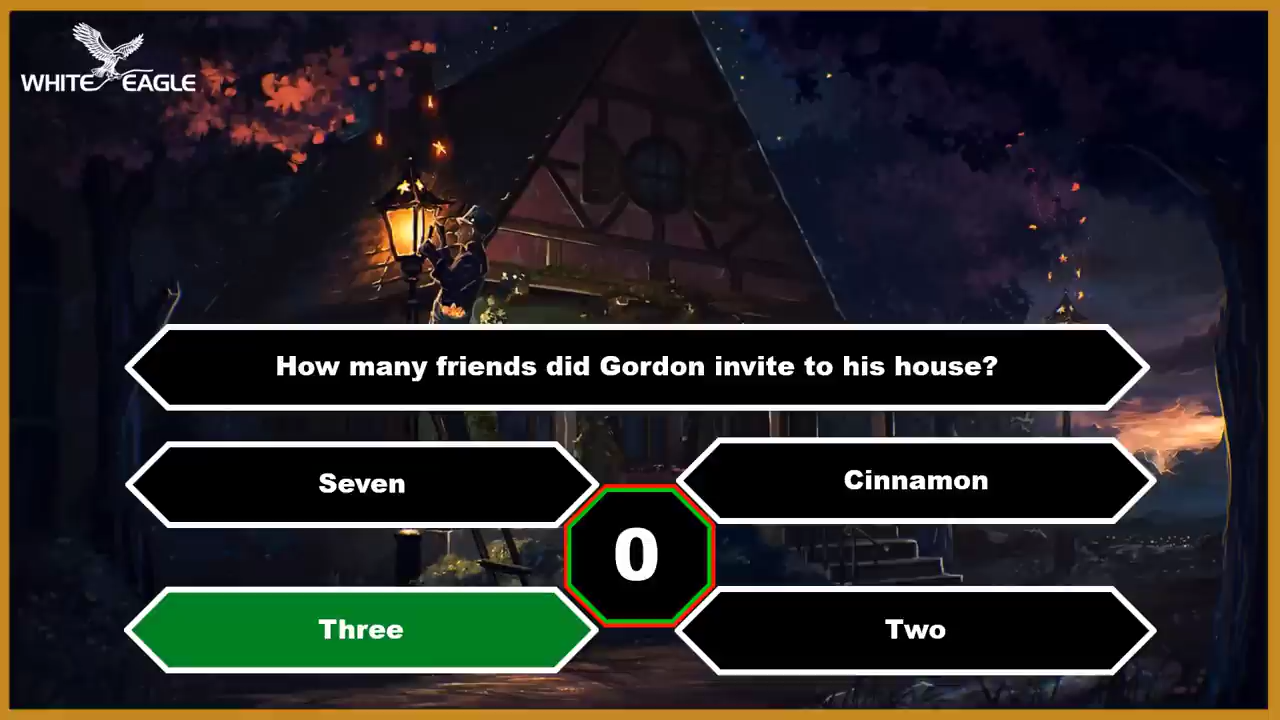 WHITE EAGLE
How many friends did Gordon invite to his house?
Seven
Cinnamon
0
Three
Two